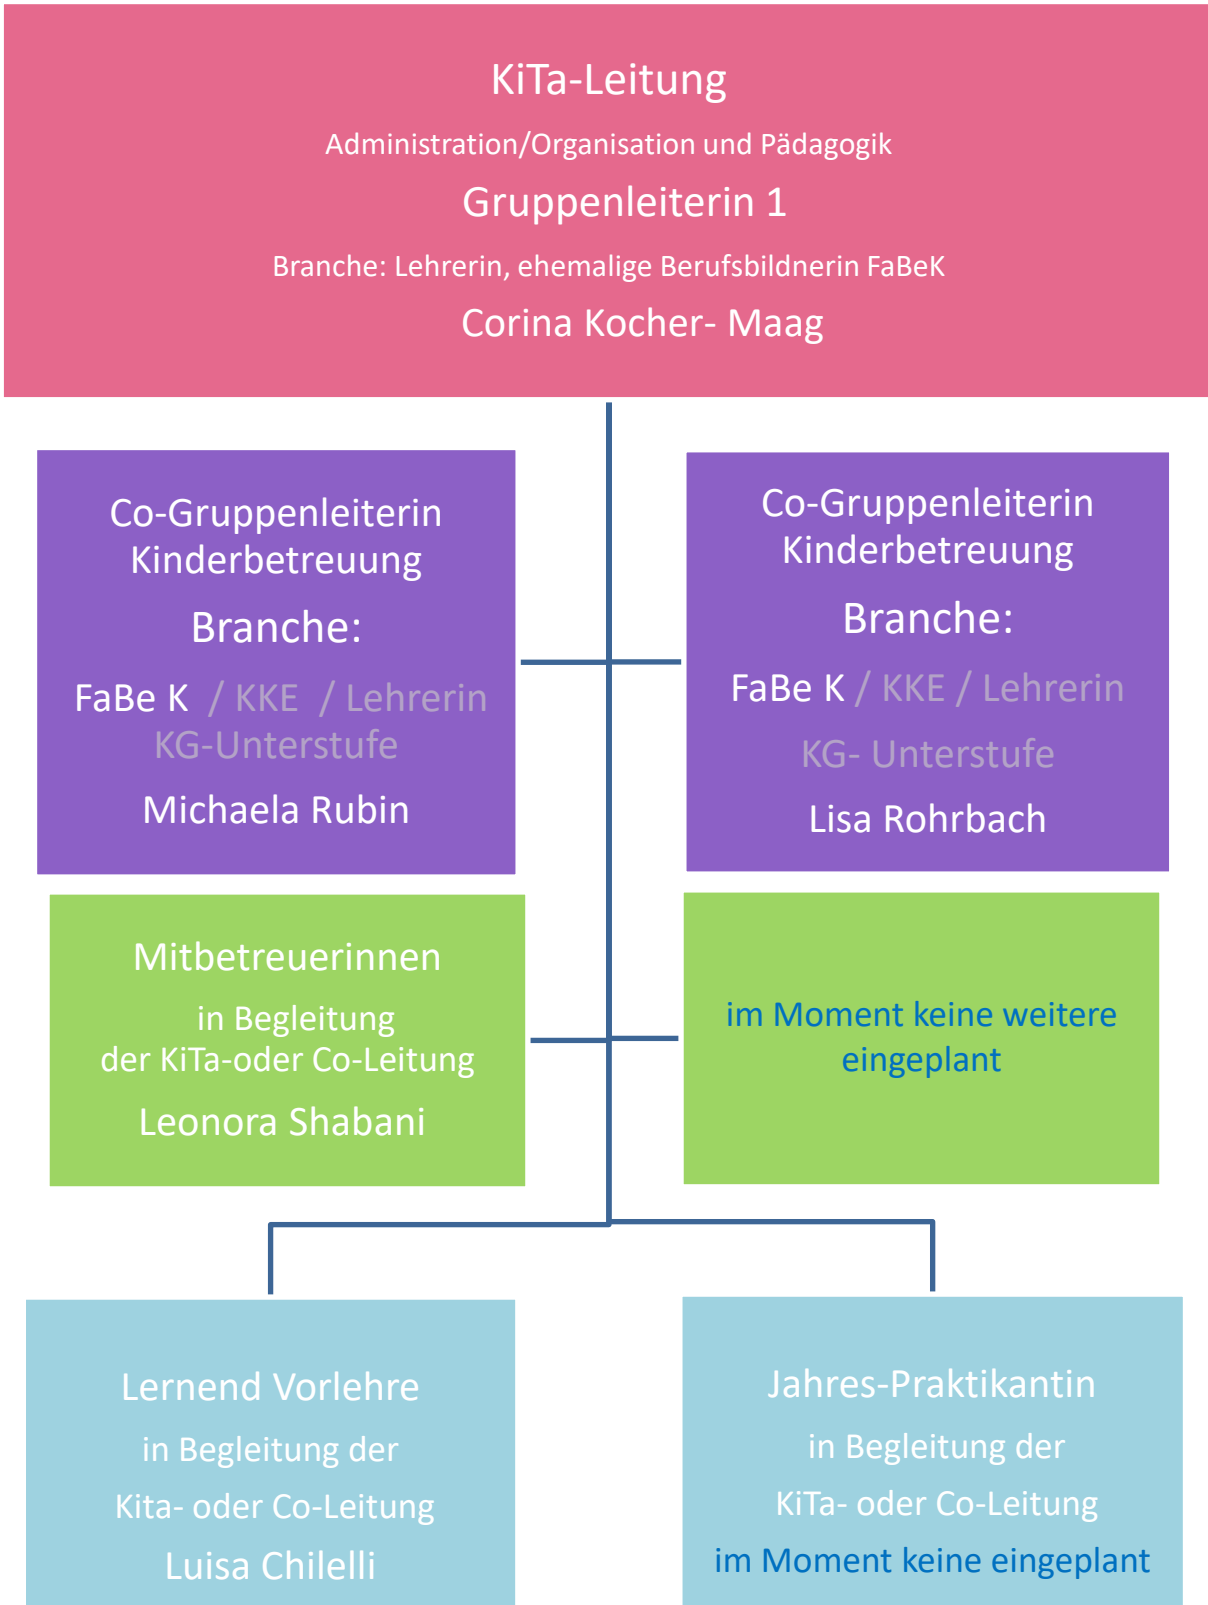 KiTa-Leitung
Administration/Organisation und Pädagogik
Gruppenleiterin 1
Branche: Lehrerin, ehemalige Berufsbildnerin FaBeK
Corina Kocher- Maag
Co-Gruppenleiterin
Kinderbetreuung
Branche:
FaBe K / KKE / Lehrerin
KG-Unterstufe
Michaela Rubin
Co-Gruppenleiterin
Kinderbetreuung
Branche:
FaBe K / KKE / Lehrerin
KG- Unterstufe
Lisa Rohrbach
Mitbetreuerinnen
in Begleitung
der KiTa-oder Co-Leitung
Leonora Shabani
im Moment keine weitere
eingeplant
Lernend Vorlehre
in Begleitung der
Kita- oder Co-Leitung
Luisa Chilelli
Jahres-Praktikantin
in Begleitung der
KiTa- oder Co-Leitung
im Moment keine eingeplant